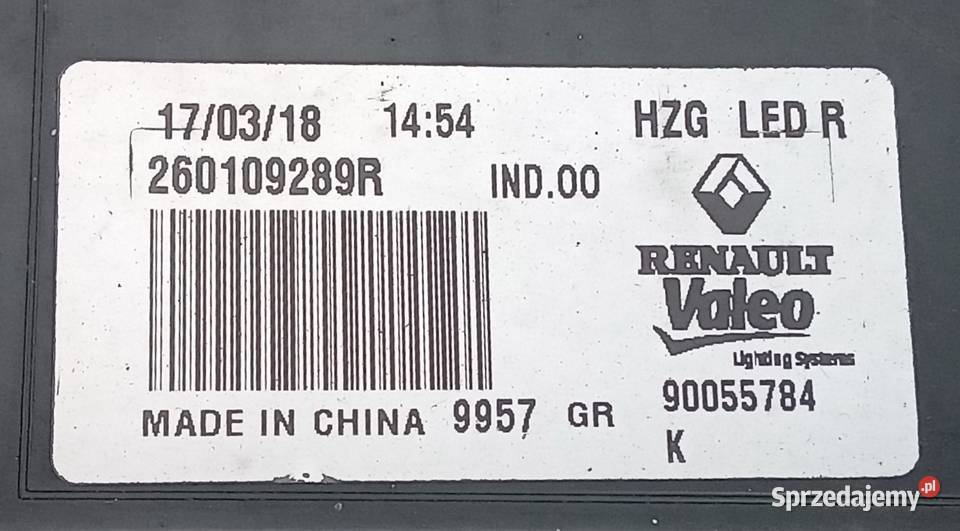 17/03/18 14:54 HZG LED R
260109289R IND.00
RENAULT
Valeo
Lighting Systems
MADE IN CHINA 9957 GR 90055784
K
Sprzedajemy.pl